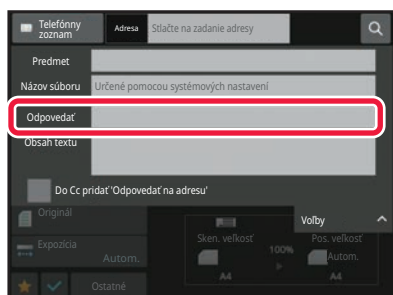 Telefónny
zoznam
Adresa
Stlačte na zadanie adresy
Predmet
Názov súboru
Určené pomocou systémových nastavení
Odpovedať
Obsah textu
Do Cc pridať 'Odpovedať na adresu'
Originál
Voľby
Expozícia
Autom.
Sken. veľkosť
100%
Pos. veľkosť
Autom.
A4
A4
Ostatné